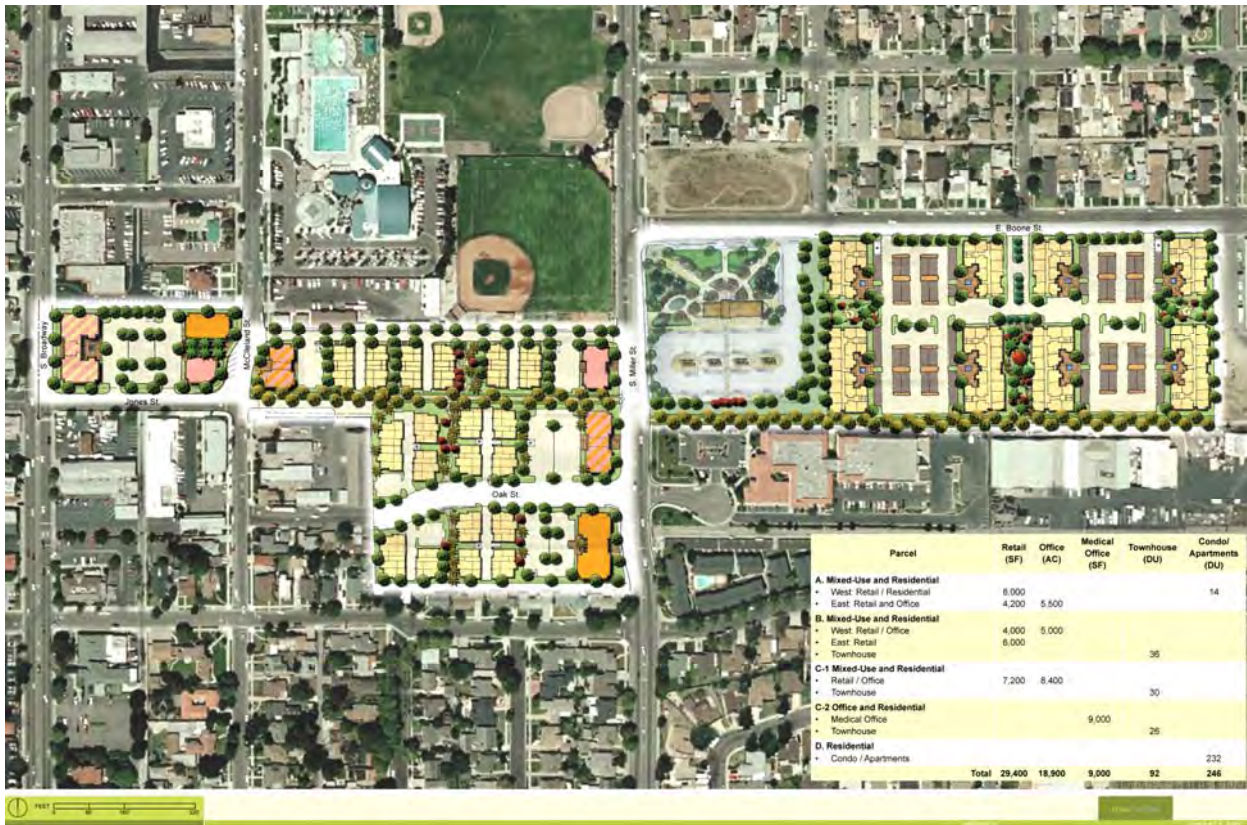 E. Boone St.
S. Broadway
McClleland St.
S. Miller St.
Jones St.
Oak St.
Parcel Retail (SF) Office (AC) Medical Office (SF) Townhouse (DU) Condo/ Apartments (DU)
A. Mixed-Use and Residential
• West: Retail / Residential 8,000 14
• East: Retail and Office 4,200 5,500
B. Mixed-Use and Residential
• West: Retail / Office 4,000 5,000
• East: Retail 6,000
• Townhouse 36
C-1 Mixed-Use and Residential
• Retail / Office 7,200 8,400
• Townhouse 30
C-2 Office and Residential
• Medical Office 9,000
• Townhouse 26
D. Residential
• Condo / Apartments 232
Total 29,400 18,900 9,000 92 246
FEET 0